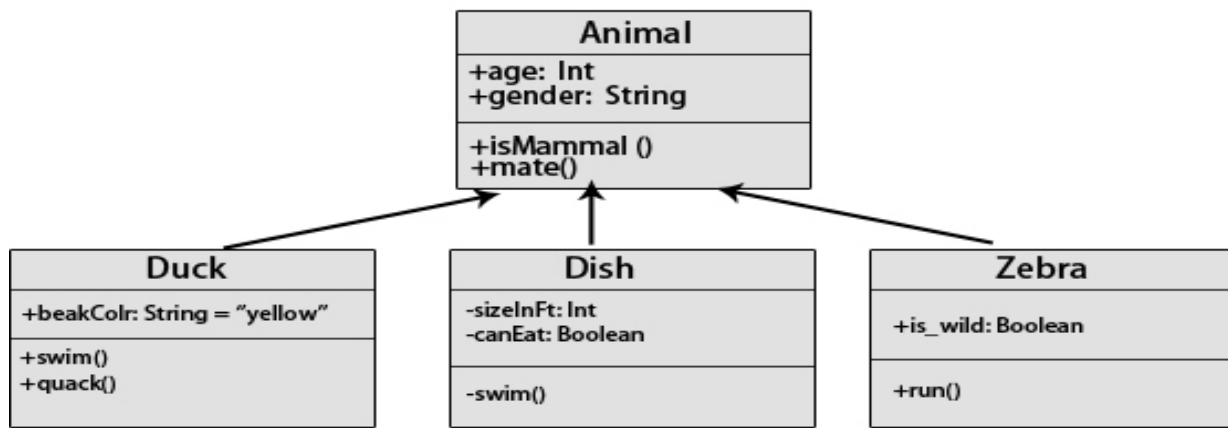 Animal
+age: Int
+gender: String
+isMammal ()
+mate()
Duck
+beakColr: String = "yellow"
+swim()
+quack()
Dish
-sizeInFt: Int
-canEat: Boolean
-swim()
Zebra
+is_wild: Boolean
+run()